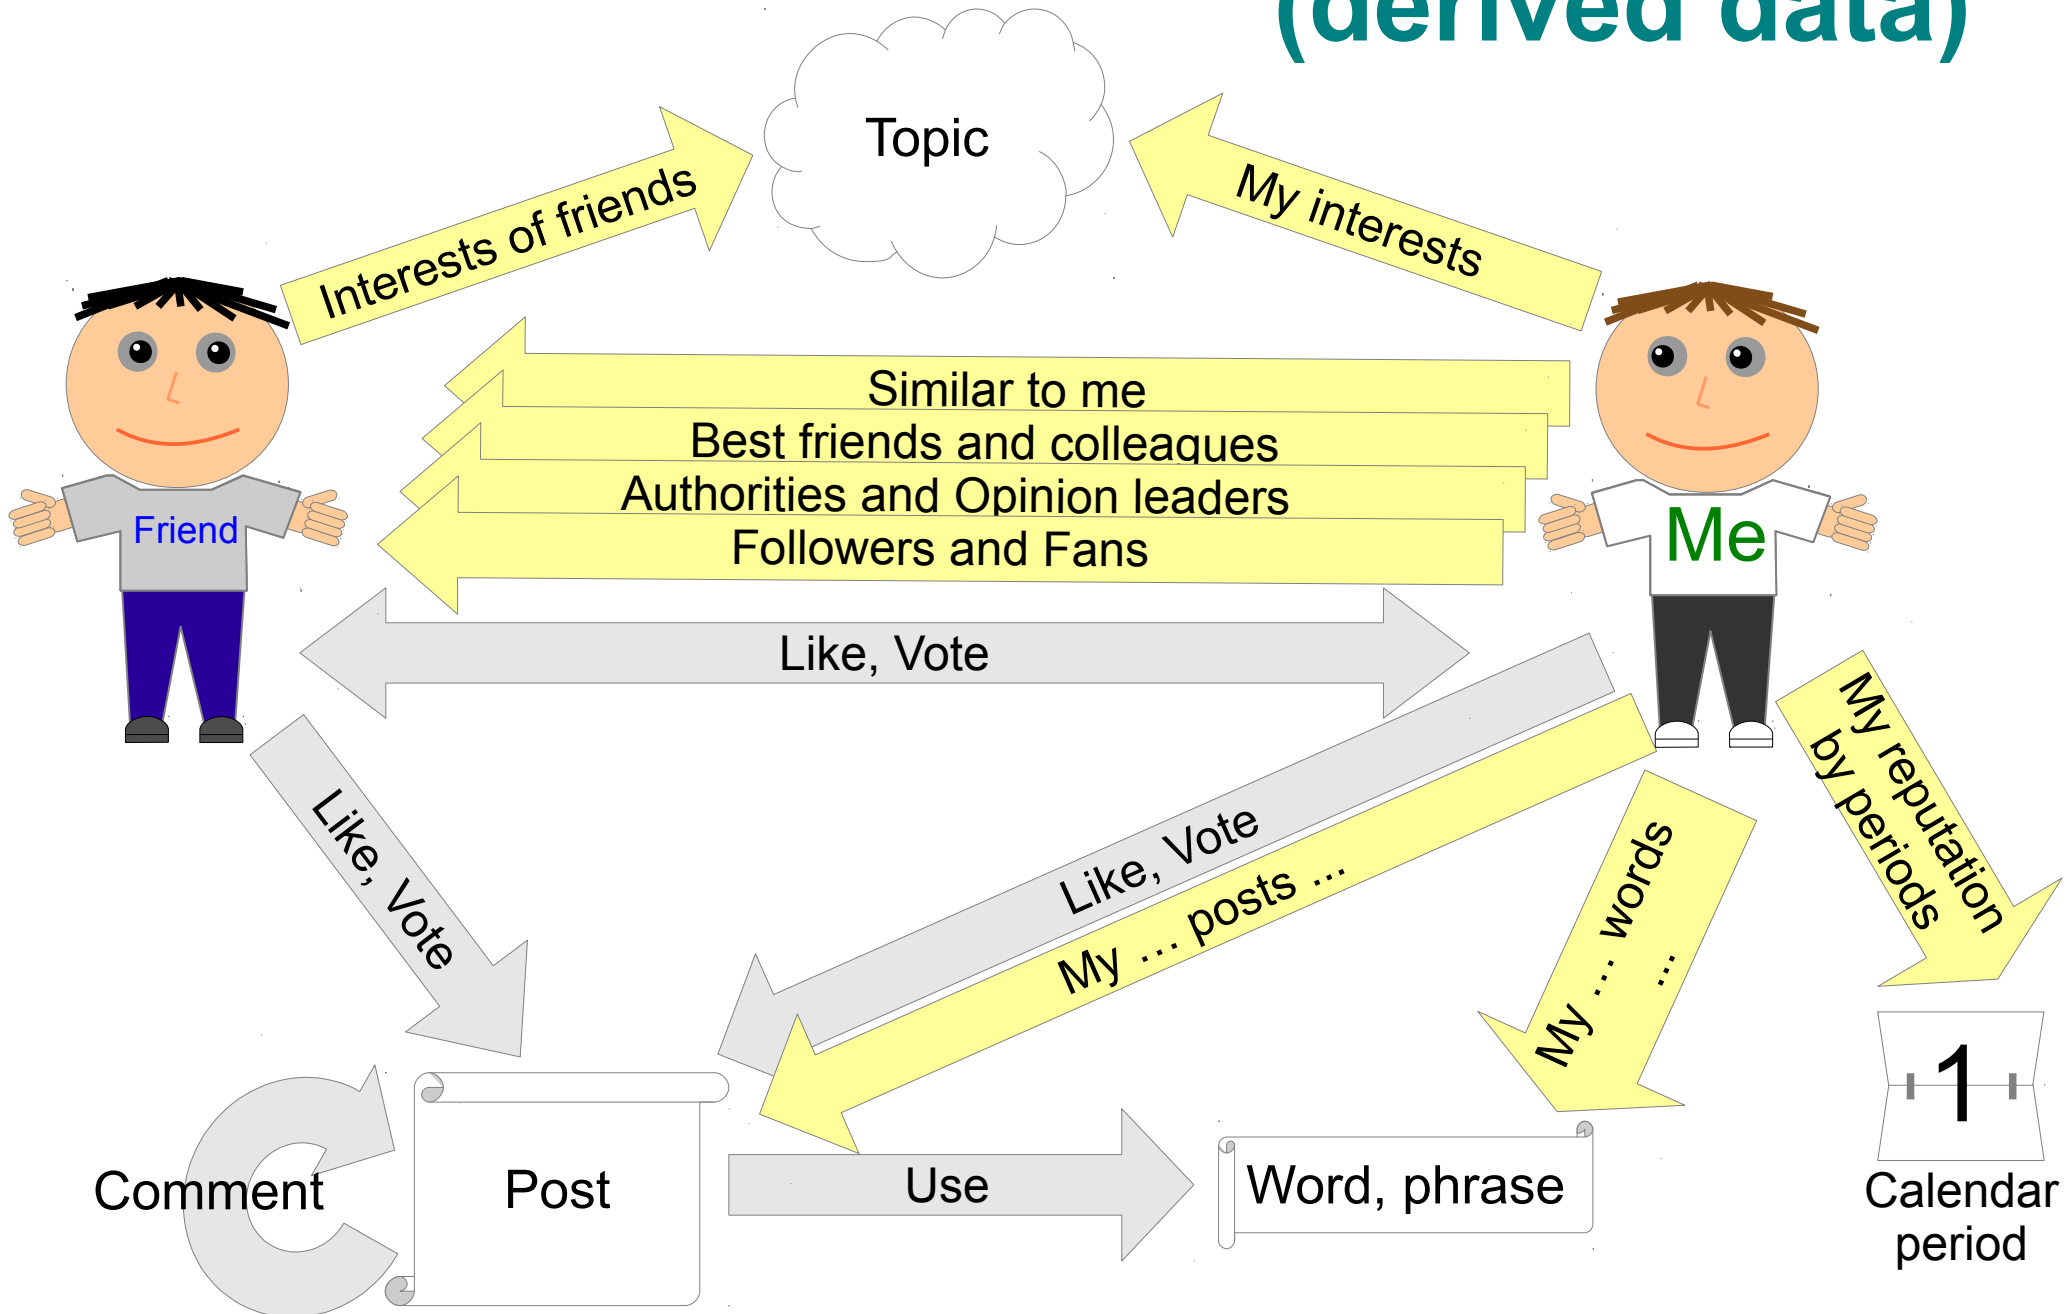 (derived data)
Topic
Interests of friends
My interests
Similar to me
Best friends and colleagues
Authorities and Opinion leaders
Followers and Fans
Friend
Me
Like, Vote
Like, Vote
Like, Vote
My ... posts ...
My ... words
...
My reputation
by periods
Comment
Post
Use
Word, phrase
1
Calendar
period